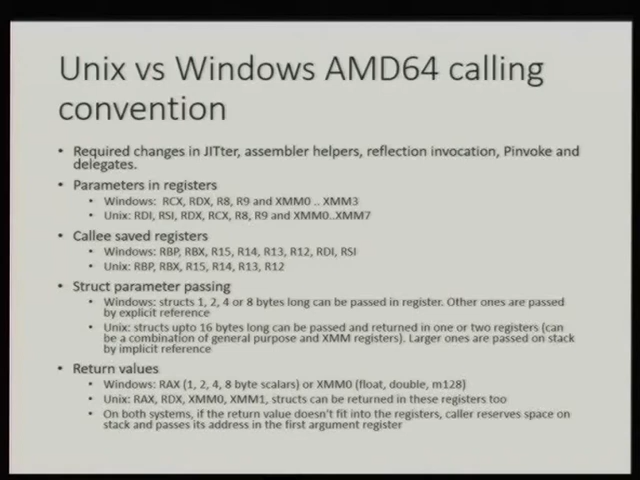 Unix vs Windows AMD64 calling
convention
• Required changes in JITter, assembler helpers, reflection invocation, Pinvoke and
delegates.
• Parameters in registers
• Windows: RCX, RDX, R8, R9 and XMM0 .. XMM3
• Unix: RDI, RSI, RDX, RCX, R8, R9 and XMM0..XMM7
• Callee saved registers
• Windows: RBP, RBX, R15, R14, R13, R12, RDI, RSI
• Unix: RBP, RBX, R15, R14, R13, R12
• Struct parameter passing
• Windows: structs 1, 2, 4 or 8 bytes long can be passed in register. Other ones are passed
by explicit reference
• Unix: structs upto 16 bytes long can be passed and returned in one or two registers (can
be a combination of general purpose and XMM registers). Larger ones are passed on stack
by implicit reference
• Return values
• Windows: RAX (1, 2, 4, 8 byte scalars) or XMM0 (float, double, m128)
• Unix: RAX, RDX, XMM0, XMM1, structs can be returned in these registers too
• On both systems, if the return value doesn't fit into the registers, caller reserves space on
stack and passes its address in the first argument register